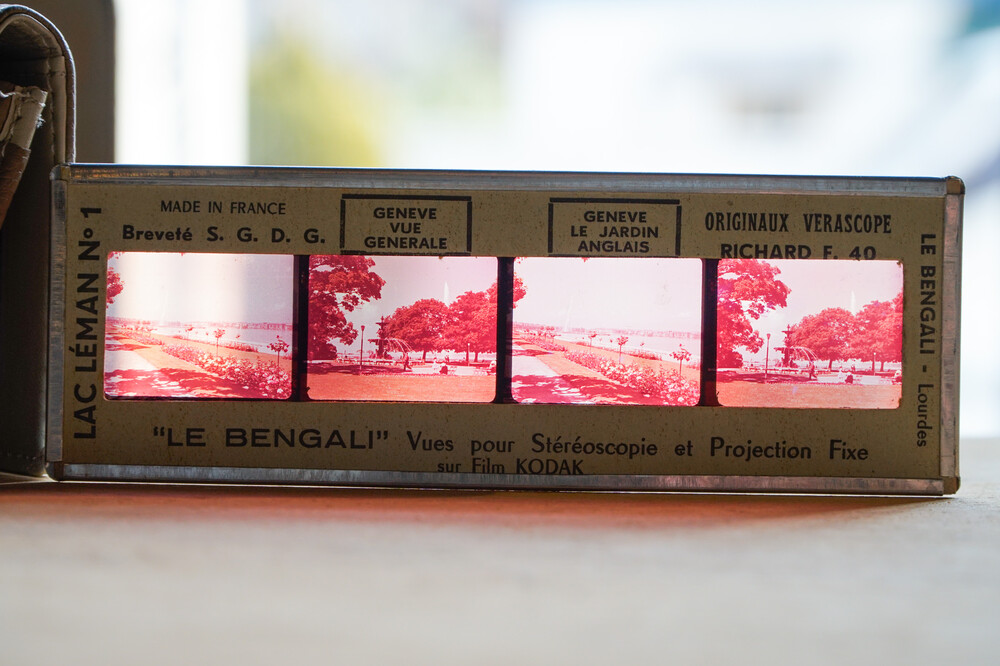 LAC LÉMAN Nº 1
MADE IN FRANCE
Breveté S. G. D. G.
GENEVE
VUE
GENERALE
GENEVE
LE JARDIN
ANGLAIS
ORIGINAUX VERASCOPE
RICHARD F. 40
LE BENGALI - Lourdes
"LE BENGALI" Vues pour Stéréoscopie et Projection Fixe
sur Film KODAK